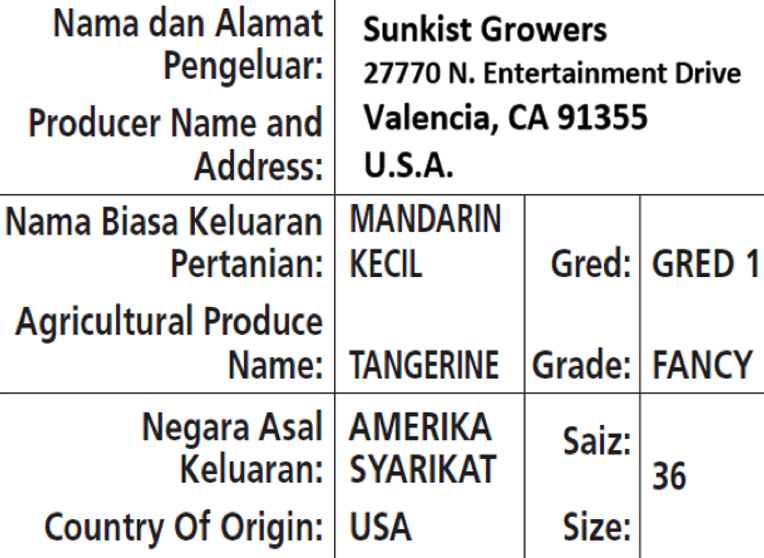 Nama dan Alamat
Pengeluar:
Producer Name and
Address:
Sunkist Growers
27770 N. Entertainment Drive
Valencia, CA 91355
U.S.A.
Nama Biasa Keluaran
Pertanian:
Agricultural Produce
Name:
MANDARIN
KECIL
TANGERINE
Gred:
Grade:
GRED 1
FANCY
Negara Asal
Keluaran:
Country Of Origin:
AMERIKA
SYARIKAT
USA
Saiz:
Size:
36